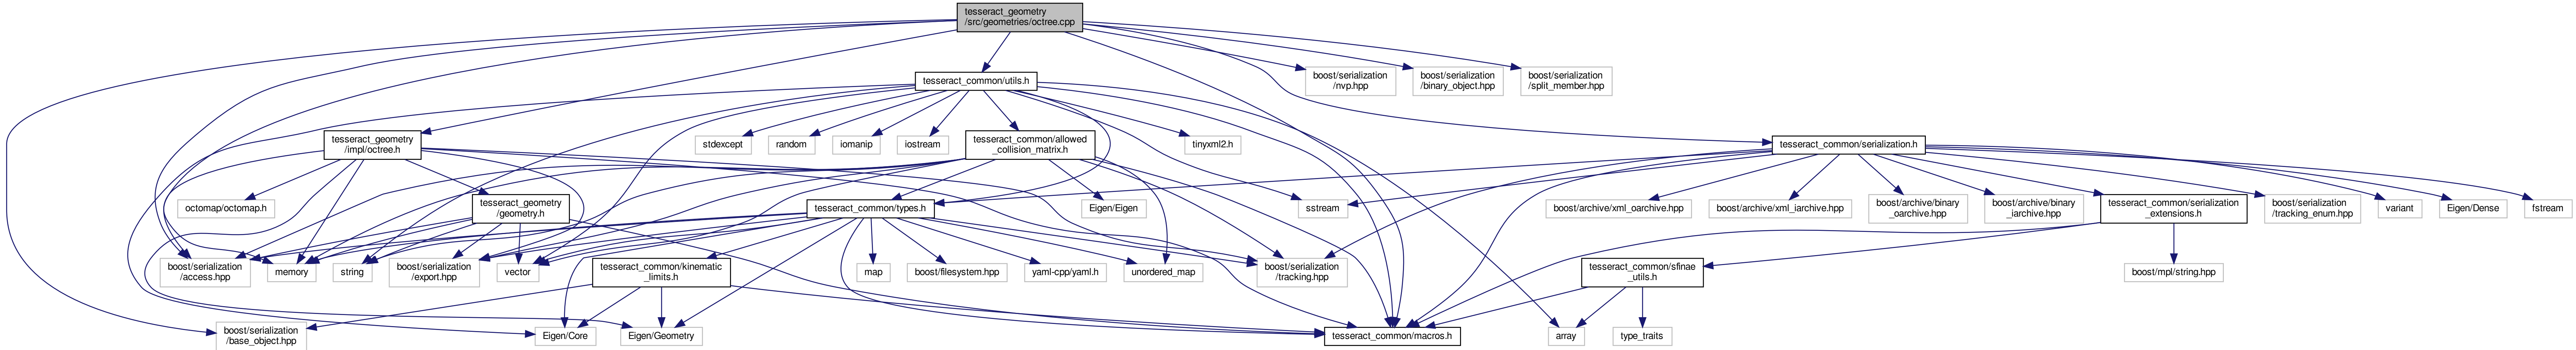 tesseract_geometry
/src/geometries/octree.cpp
tesseract_common/utils.h
boost/serialization
/nvp.hpp
boost/serialization
/binary_object.hpp
boost/serialization
/split_member.hpp
tesseract_geometry
/impl/octree.h
stdexcept
random
iomanip
iostream
tesseract_common/allowed
_collision_matrix.h
tinyxml2.h
tesseract_common/serialization.h
octomap/octomap.h
tesseract_geometry
/geometry.h
tesseract_common/types.h
Eigen/Eigen
sstream
boost/archive/xml_oarchive.hpp
boost/archive/xml_iarchive.hpp
boost/archive/binary
_oarchive.hpp
boost/archive/binary
_iarchive.hpp
tesseract_common/serialization
_extensions.h
boost/serialization
/tracking_enum.hpp
variant
Eigen/Dense
fstream
boost/serialization
/access.hpp
memory
string
boost/serialization
/export.hpp
vector
tesseract_common/kinematic
_limits.h
map
boost/filesystem.hpp
yaml-cpp/yaml.h
unordered_map
boost/serialization
/tracking.hpp
tesseract_common/sfinae
_utils.h
boost/mpl/string.hpp
boost/serialization
/base_object.hpp
Eigen/Core
Eigen/Geometry
tesseract_common/macros.h
array
type_traits